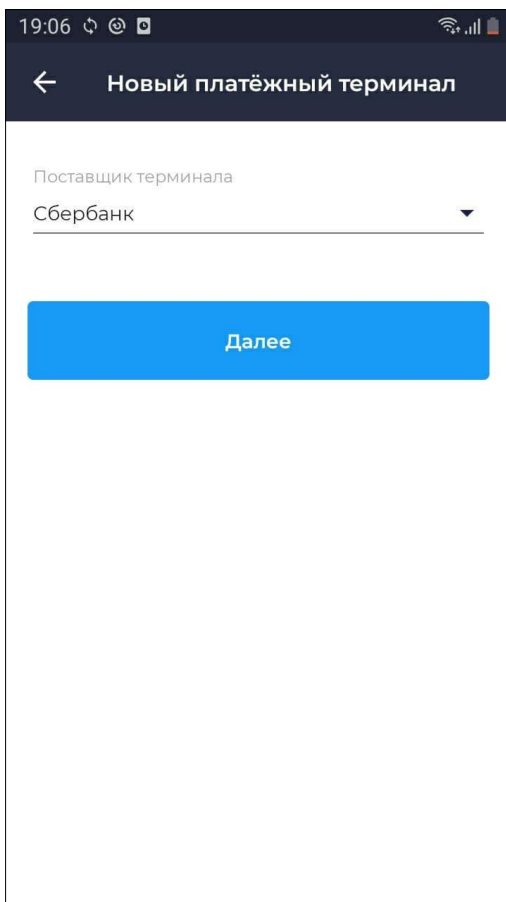 19:06
Новый платёжный терминал
Поставщик терминала
Сбербанк
Далее